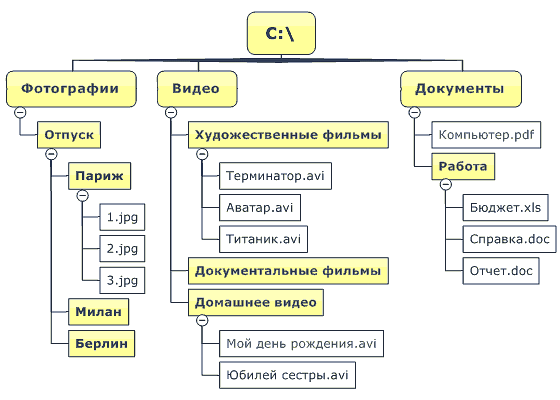 C:\
Фотографии
Отпуск
Париж
1.jpg
2.jpg
3.jpg
Милан
Берлин
Видео
Художественные фильмы
Терминатор.avi
Аватар.avi
Титаник.avi
Документальные фильмы
Домашнее видео
Мой день рождения.avi
Юбилей сестры.avi
Документы
Компьютер.pdf
Работа
Бюджет.xls
Справка.doc
Отчет.doc